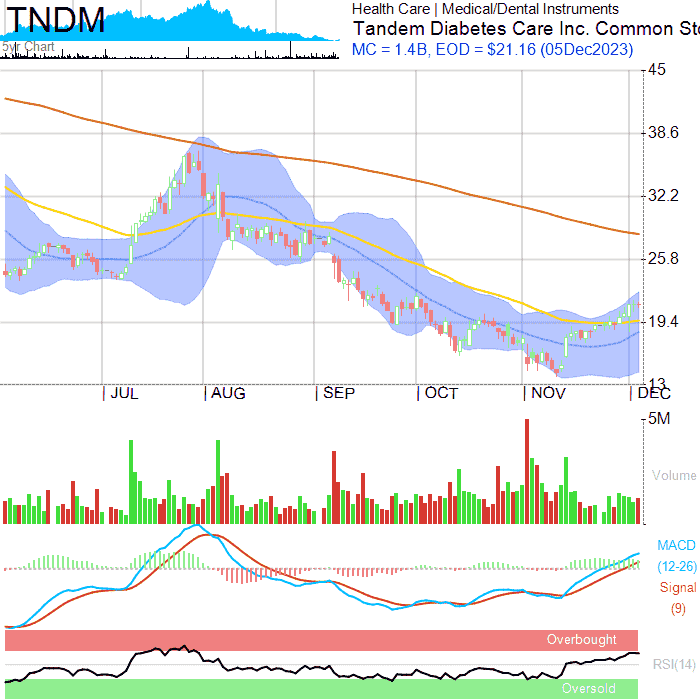 TNDM
5yr Chart
Health Care | Medical/Dental Instruments
Tandem Diabetes Care Inc. Common Sto
MC = 1.4B, EOD = $21.16 (05Dec2023)
45
38.6
32.2
25.8
19.4
13
JUL AUG SEP OCT NOV DEC
5M
Volume
MACD
(12-26)
Signal
(9)
Overbought
RSI(14)
Oversold